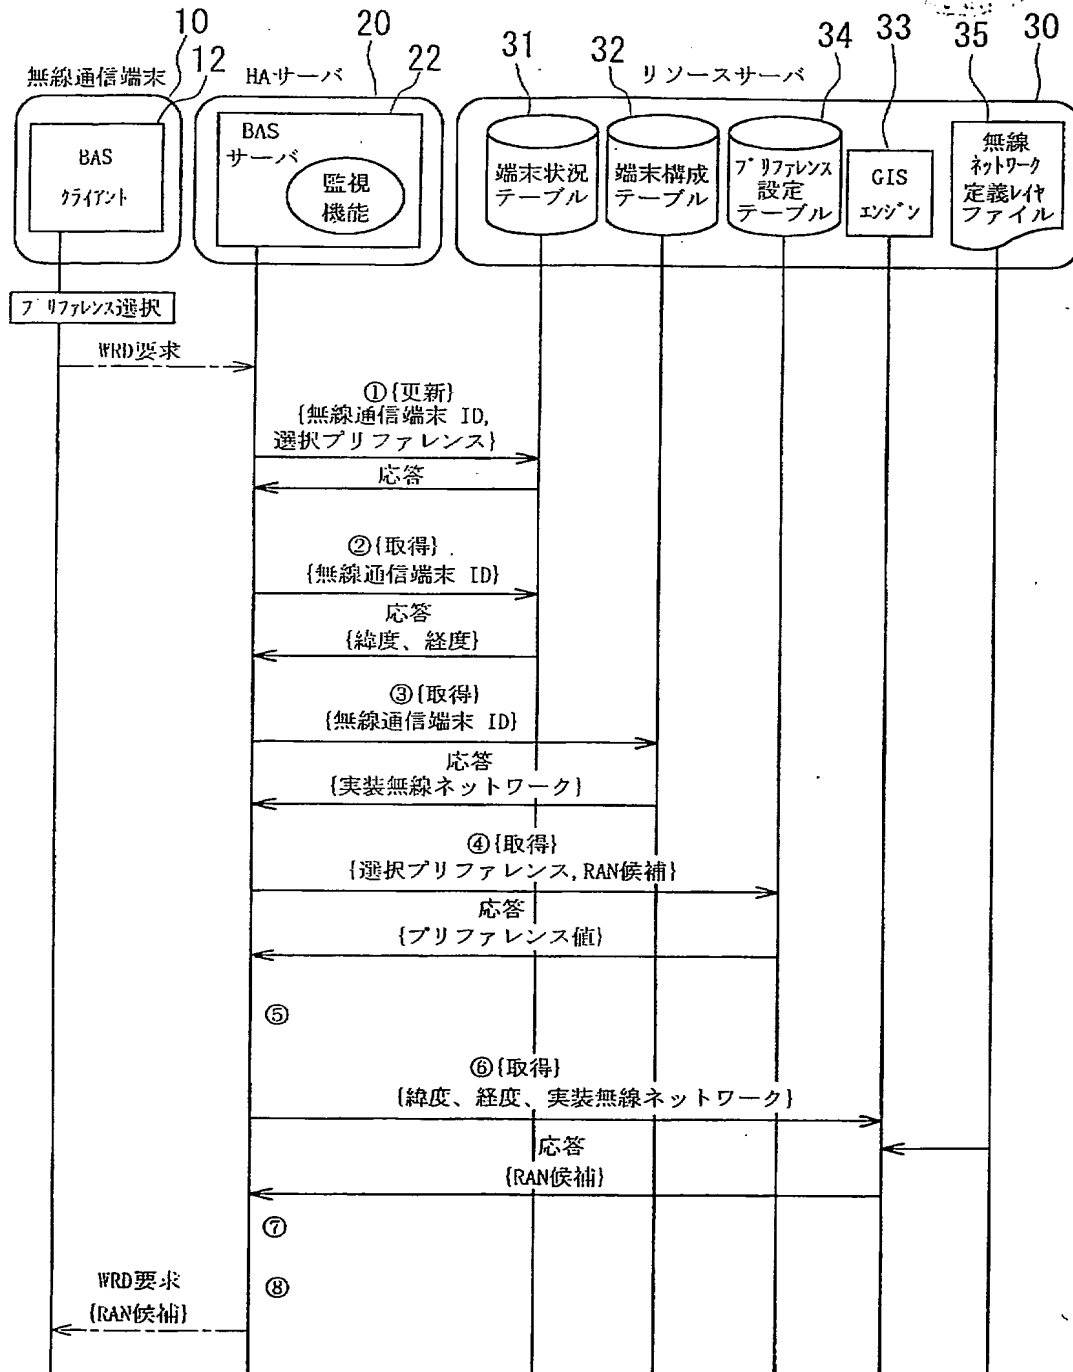 10
12
無線通信端末
20
22
HAサーバ
31
32
34
33
35
30
リソースサーバ
BAS
クライアント
BAS
サーバ
監視
機能
端末状況
テーブル
端末構成
テーブル
プリファレンス
設定
テーブル
GIS
エンジン
無線
ネットワーク
定義レイヤ
ファイル
プリファレンス選択
WRD要求
①{更新}
{無線通信端末 ID,
選択プリファレンス}
応答
②{取得}
{無線通信端末 ID}
応答
{緯度、経度}
③{取得}
{無線通信端末 ID}
応答
{実装無線ネットワーク}
④{取得}
{選択プリファレンス,RAN候補}
応答
{プリファレンス値}
⑤
⑥{取得}
{緯度、経度、実装無線ネットワーク}
応答
{RAN候補}
⑦
⑧
WRD要求
{RAN候補}